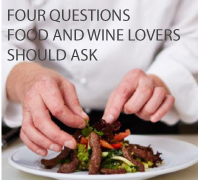 FOUR QUESTIONS
FOOD AND WINE LOVERS
SHOULD ASK